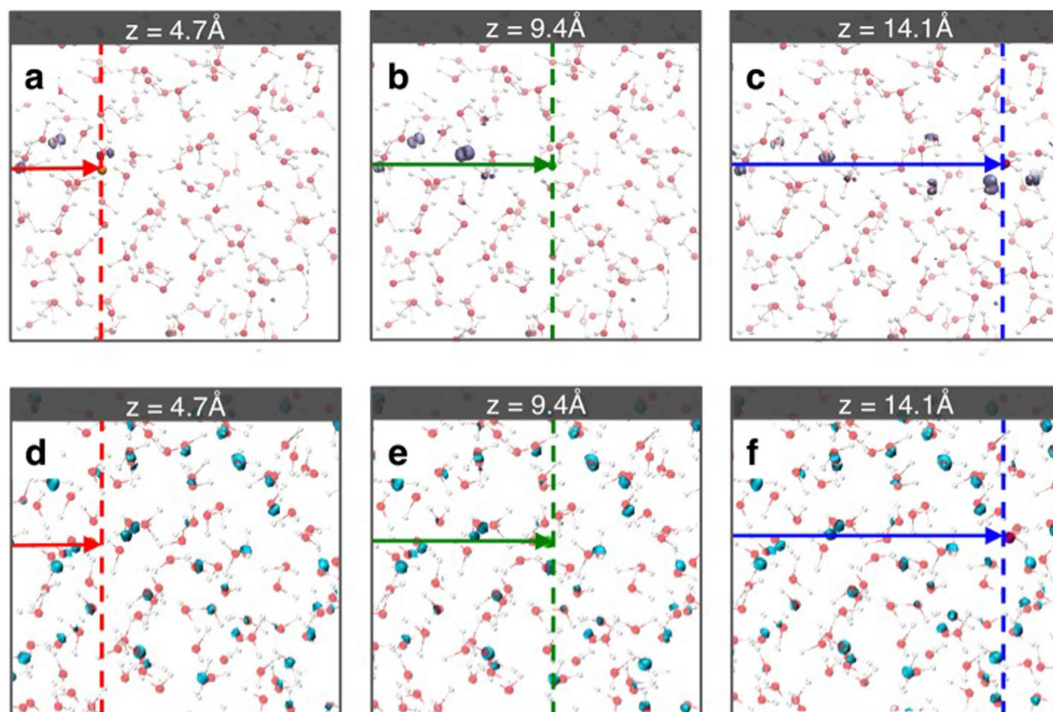 z = 4.7Å
z = 9.4Å
z = 14.1Å
a
b
c
z = 4.7Å
z = 9.4Å
z = 14.1Å
d
e
f